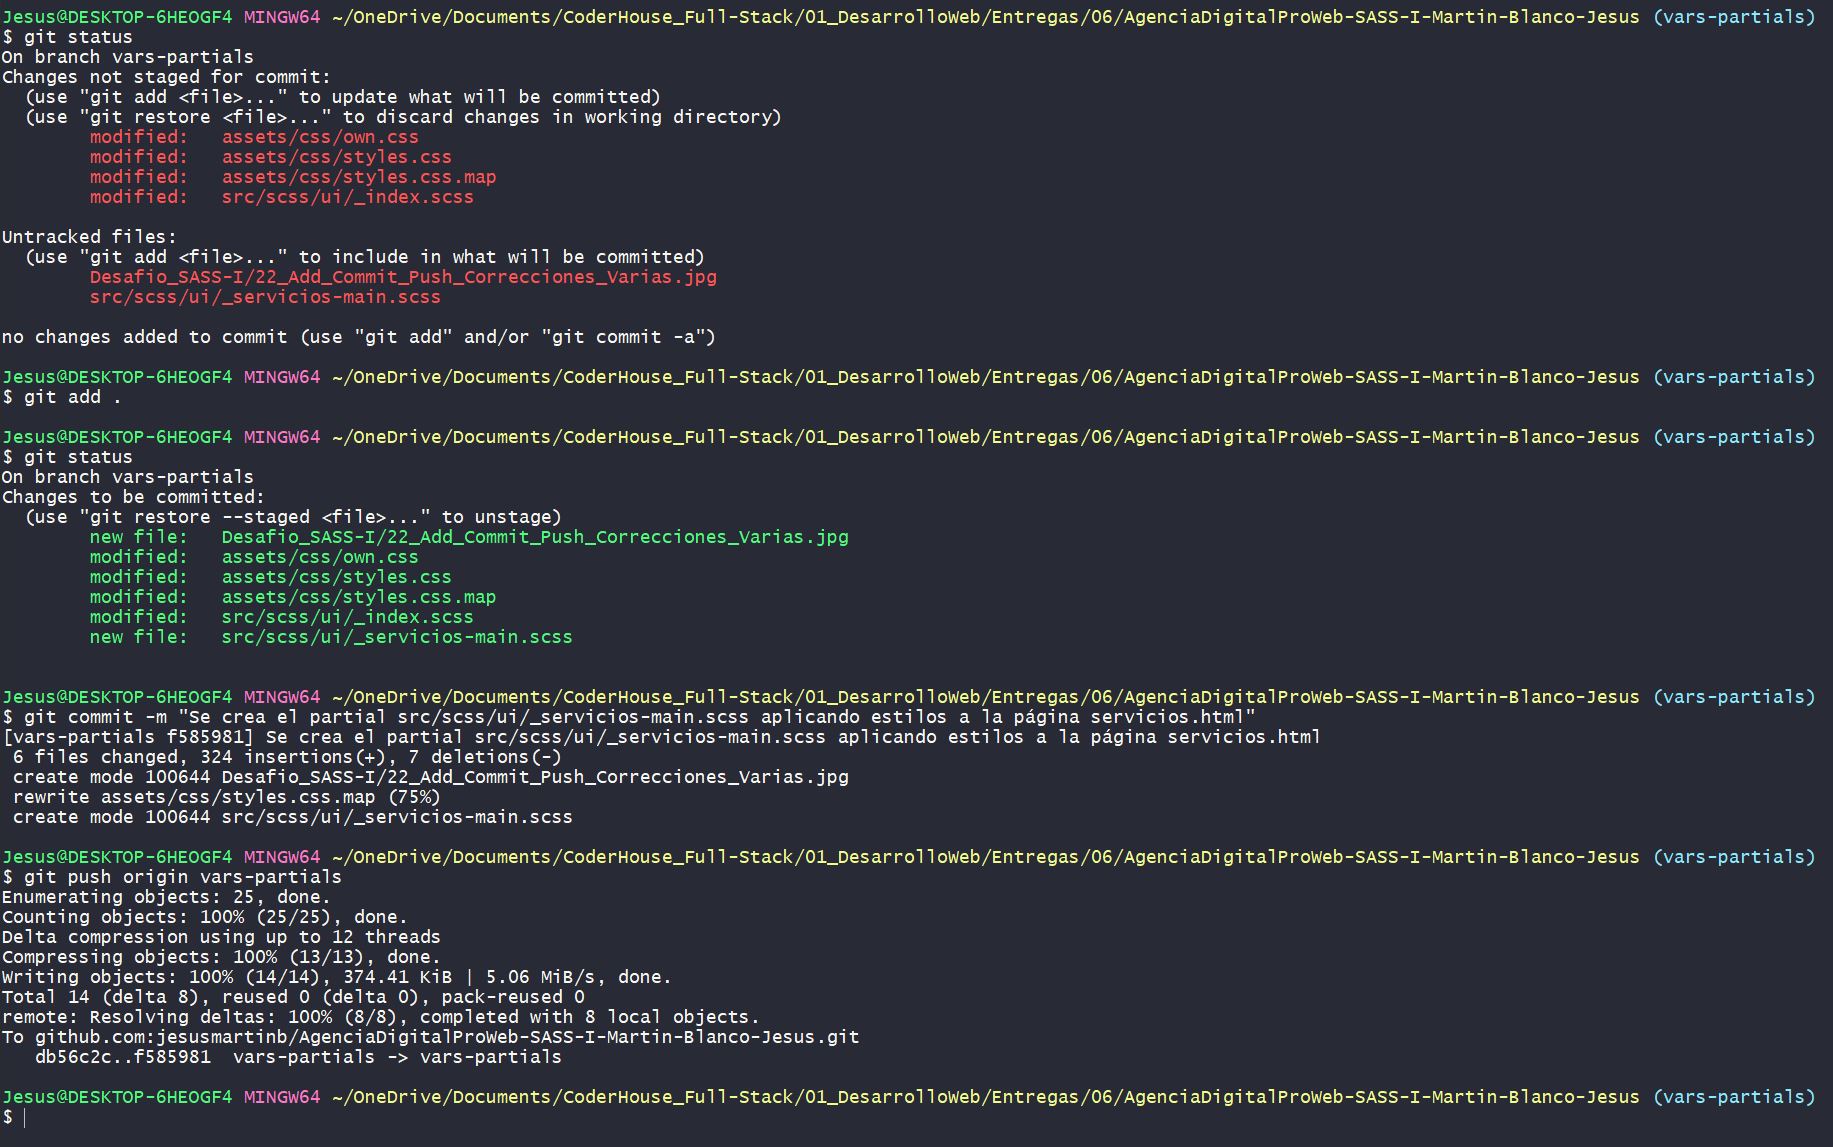 Jesus@DESKTOP-6HEOGF4 MINGW64 ~/OneDrive/Documents/CoderHouse_Full-Stack/01_DesarrolloWeb/Entregas/06/AgenciaDigitalProWeb-SASS-I-Martin-Blanco-Jesus (vars-partials)
$ git status
On branch vars-partials
Changes not staged for commit:
  (use "git add <file>..." to update what will be committed)
  (use "git restore <file>..." to discard changes in working directory)
        modified:   assets/css/own.css
        modified:   assets/css/styles.css
        modified:   assets/css/styles.css.map
        modified:   src/scss/ui/_index.scss

Untracked files:
  (use "git add <file>..." to include in what will be committed)
        Desafio_SASS-I/22_Add_Commit_Push_Correcciones_Varias.jpg
        src/scss/ui/_servicios-main.scss

no changes added to commit (use "git add" and/or "git commit -a")

Jesus@DESKTOP-6HEOGF4 MINGW64 ~/OneDrive/Documents/CoderHouse_Full-Stack/01_DesarrolloWeb/Entregas/06/AgenciaDigitalProWeb-SASS-I-Martin-Blanco-Jesus (vars-partials)
$ git add .

Jesus@DESKTOP-6HEOGF4 MINGW64 ~/OneDrive/Documents/CoderHouse_Full-Stack/01_DesarrolloWeb/Entregas/06/AgenciaDigitalProWeb-SASS-I-Martin-Blanco-Jesus (vars-partials)
$ git status
On branch vars-partials
Changes to be committed:
  (use "git restore --staged <file>..." to unstage)
        new file:   Desafio_SASS-I/22_Add_Commit_Push_Correcciones_Varias.jpg
        modified:   assets/css/own.css
        modified:   assets/css/styles.css
        modified:   assets/css/styles.css.map
        modified:   src/scss/ui/_index.scss
        new file:   src/scss/ui/_servicios-main.scss

Jesus@DESKTOP-6HEOGF4 MINGW64 ~/OneDrive/Documents/CoderHouse_Full-Stack/01_DesarrolloWeb/Entregas/06/AgenciaDigitalProWeb-SASS-I-Martin-Blanco-Jesus (vars-partials)
$ git commit -m "Se crea el partial src/scss/ui/_servicios-main.scss aplicando estilos a la página servicios.html"
[vars-partials f585981] Se crea el partial src/scss/ui/_servicios-main.scss aplicando estilos a la página servicios.html
 6 files changed, 324 insertions(+), 7 deletions(-)
 create mode 100644 Desafio_SASS-I/22_Add_Commit_Push_Correcciones_Varias.jpg
 rewrite assets/css/styles.css.map (75%)
 create mode 100644 src/scss/ui/_servicios-main.scss

Jesus@DESKTOP-6HEOGF4 MINGW64 ~/OneDrive/Documents/CoderHouse_Full-Stack/01_DesarrolloWeb/Entregas/06/AgenciaDigitalProWeb-SASS-I-Martin-Blanco-Jesus (vars-partials)
$ git push origin vars-partials
Enumerating objects: 25, done.
Counting objects: 100% (25/25), done.
Delta compression using up to 12 threads
Compressing objects: 100% (13/13), done.
Writing objects: 100% (14/14), 374.41 KiB | 5.06 MiB/s, done.
Total 14 (delta 8), reused 0 (delta 0), pack-reused 0
remote: Resolving deltas: 100% (8/8), completed with 8 local objects.
To github.com:jesusmartinb/AgenciaDigitalProWeb-SASS-I-Martin-Blanco-Jesus.git
   db56c2c..f585981  vars-partials -> vars-partials

Jesus@DESKTOP-6HEOGF4 MINGW64 ~/OneDrive/Documents/CoderHouse_Full-Stack/01_DesarrolloWeb/Entregas/06/AgenciaDigitalProWeb-SASS-I-Martin-Blanco-Jesus (vars-partials)
$